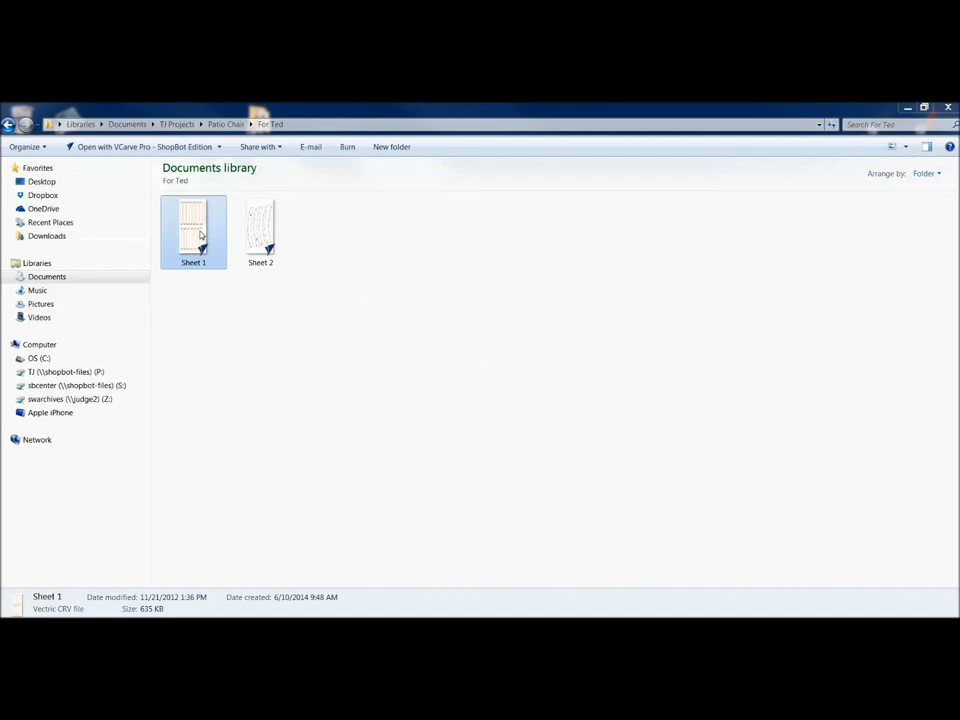 Libraries Documents TJ Projects Patio Chair For Ted Search For Ted
Organize Open with VCarve Pro - ShopBot Edition Share with E-mail Burn New folder
Documents library
For Ted
Arrange by: Folder
Favorites
Desktop
Dropbox
OneDrive
Recent Places
Downloads
Libraries
Documents
Music
Pictures
Videos
Computer
OS (C:)
TJ (\\shopbot-files) (P:)
sbcenter (\\shopbot-files) (S:)
swarchives (\\judge2) (Z:)
Apple iPhone
Network
Sheet 1 Sheet 2
Sheet 1 Date modified: 11/21/2012 1:36 PM Date created: 6/10/2014 9:48 AM
Vectric CRV file Size: 635 KB